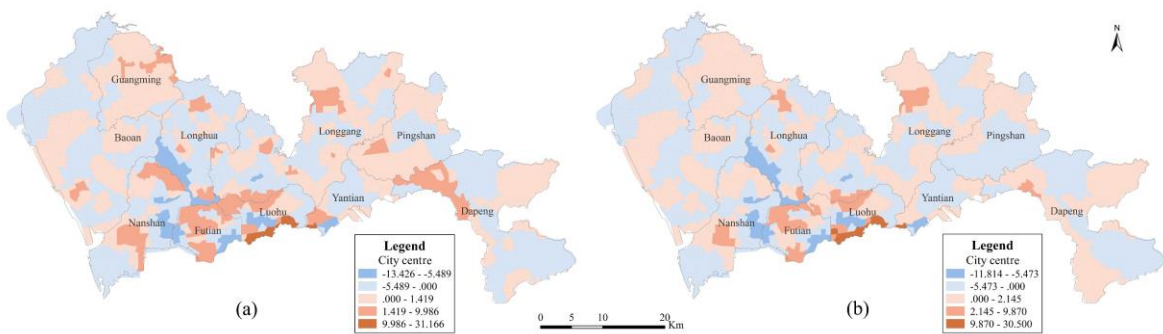 Guangming
Baoan
Longhua
Longgang
Pingshan
Nanshan
Futian
Luohu
Yantian
Dapeng
Legend
City centre
-13.426 - -5.489
-5.489 - .000
.000 - 1.419
1.419 - 9.986
9.986 - 31.166
(a)
0 5 10 20
Km
N
Guangming
Baoan
Longhua
Longgang
Pingshan
Nanshan
Futian
Luohu
Yantian
Dapeng
Legend
City centre
-11.814 - -5.473
-5.473 - .000
.000 - 2.145
2.145 - 9.870
9.870 - 30.500
(b)